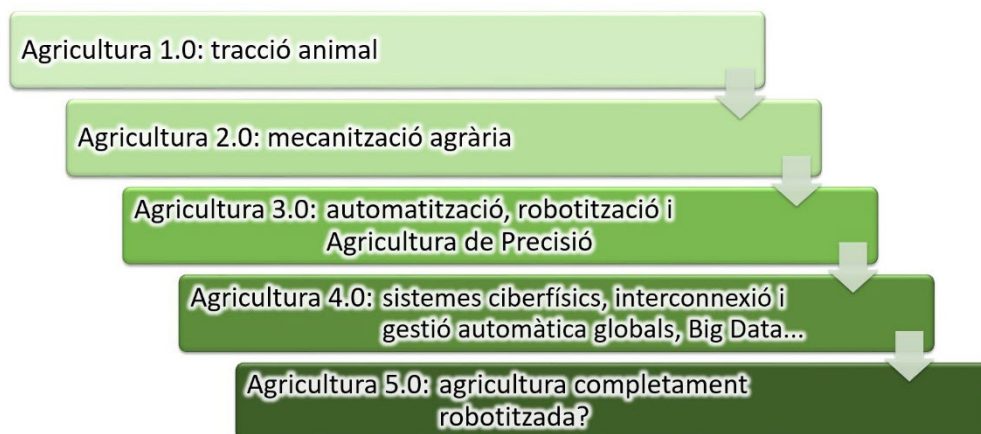 Agricultura 1.0: tracció animal
Agricultura 2.0: mecanització agrària
Agricultura 3.0: automatització, robotització i
Agricultura de Precisió
Agricultura 4.0: sistemes ciberfísics, interconnexió i
gestió automàtica globals, Big Data...
Agricultura 5.0: agricultura completament
robotitzada?